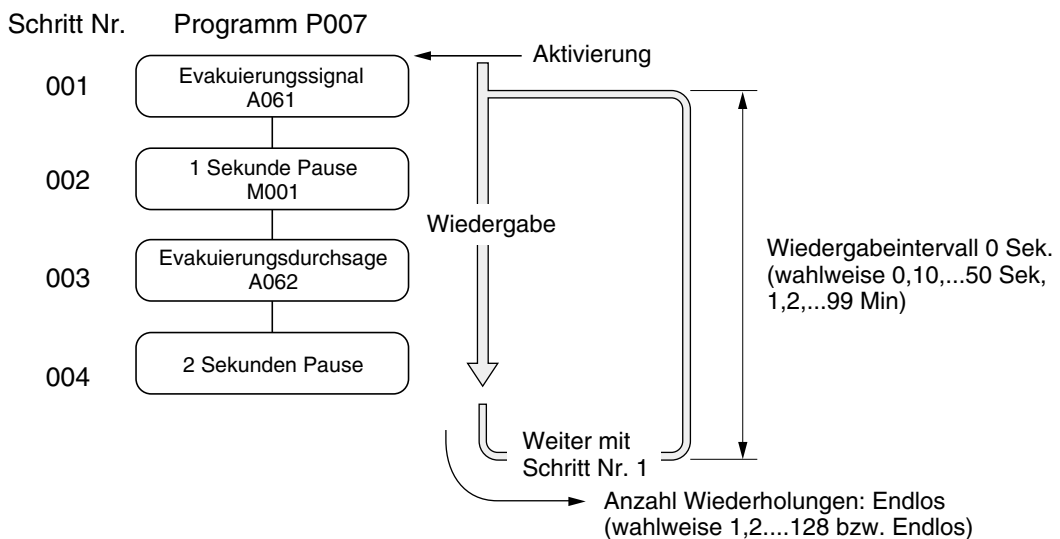 Schritt Nr. Programm P007
Aktivierung
001
Evakuierungssignal
A061
002
1 Sekunde Pause
M001
Wiedergabe
003
Evakuierungsdurchsage
A062
Wiedergabeintervall 0 Sek.
(wahlweise 0,10,...50 Sek,
1,2,...99 Min)
004
2 Sekunden Pause
Weiter mit
Schritt Nr. 1
Anzahl Wiederholungen: Endlos
(wahlweise 1,2....128 bzw. Endlos)